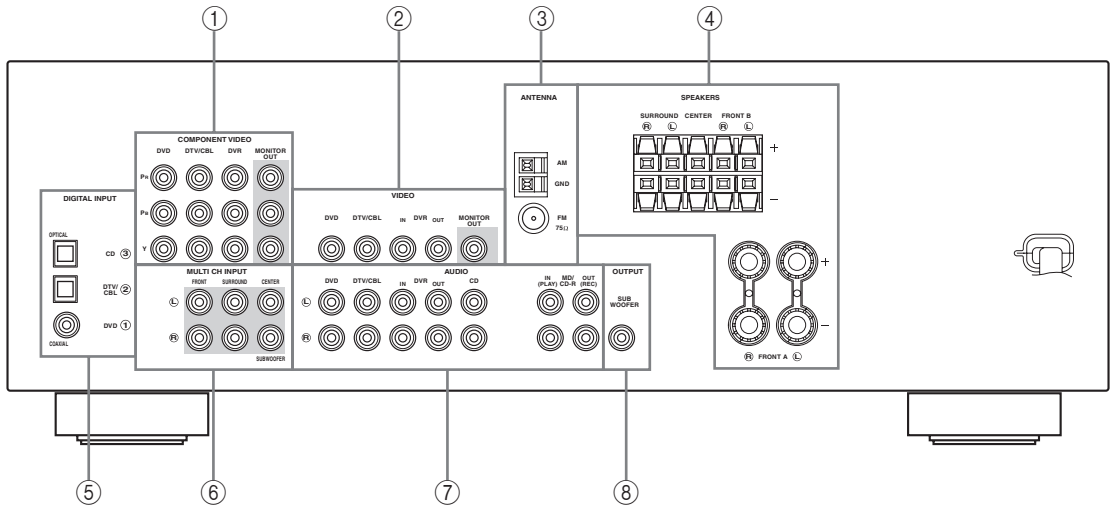 ① ② ③ ④
ANTENNA
AM
GND
FM
75Ω
SPEAKERS
SURROUND CENTER FRONT B
Ⓡ Ⓛ Ⓡ Ⓛ
+
−
+
−
Ⓡ FRONT A Ⓛ
COMPONENT VIDEO
DVD DTV/CBL DVR MONITOR
OUT
PR
PB
Y
VIDEO
DVD DTV/CBL IN DVR OUT MONITOR
OUT
DIGITAL INPUT
OPTICAL
CD ③
DTV/
CBL ②
DVD ①
COAXIAL
MULTI CH INPUT
FRONT SURROUND CENTER
Ⓛ
Ⓡ
SUBWOOFER
AUDIO
DVD DTV/CBL IN DVR OUT CD
IN MD/ OUT
(PLAY) CD-R (REC)
Ⓛ
Ⓡ
OUTPUT
SUB
WOOFER
⑤ ⑥ ⑦ ⑧